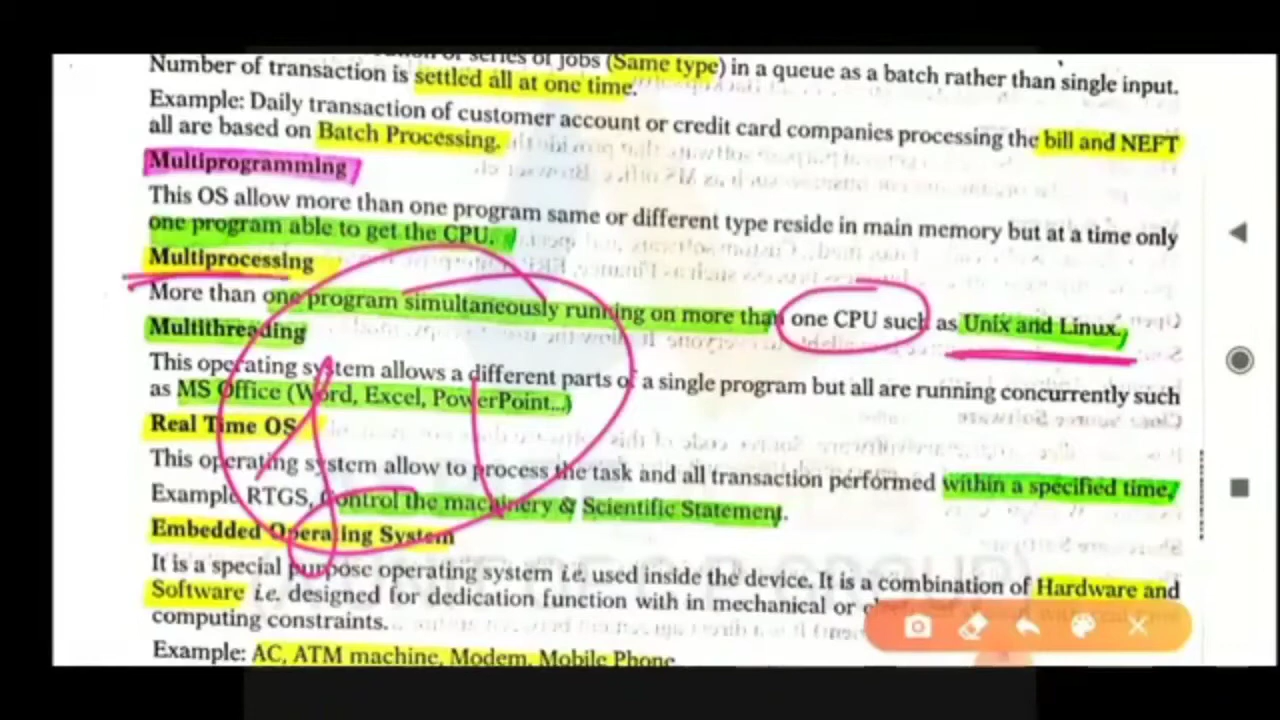 of series of jobs (Same type) in a queue as a batch rather than single input.
Number of transaction is settled all at one time.
Example: Daily transaction of customer account or credit card companies processing the bill and NEFT
all are based on Batch Processing.
Multiprogramming
This OS allow more than one program same or different type reside in main memory but at a time only
one program able to get the CPU.
Multiprocessing
More than one program simultaneously running on more than one CPU such as Unix and Linux.
Multithreading
This operating system allows a different parts of a single program but all are running concurrently such
as MS Office (Word, Excel, PowerPoint...)
Real Time OS
This operating system allow to process the task and all transaction performed within a specified time,
Example RTGS, Control the machinery & Scientific Statement.
Embedded Operating System
It is a special purpose operating system i.e. used inside the device. It is a combination of Hardware and
Software i.e. designed for dedication function with in mechanical or
computing constraints.
Example: AC, ATM machine, Modem, Mobile Phone